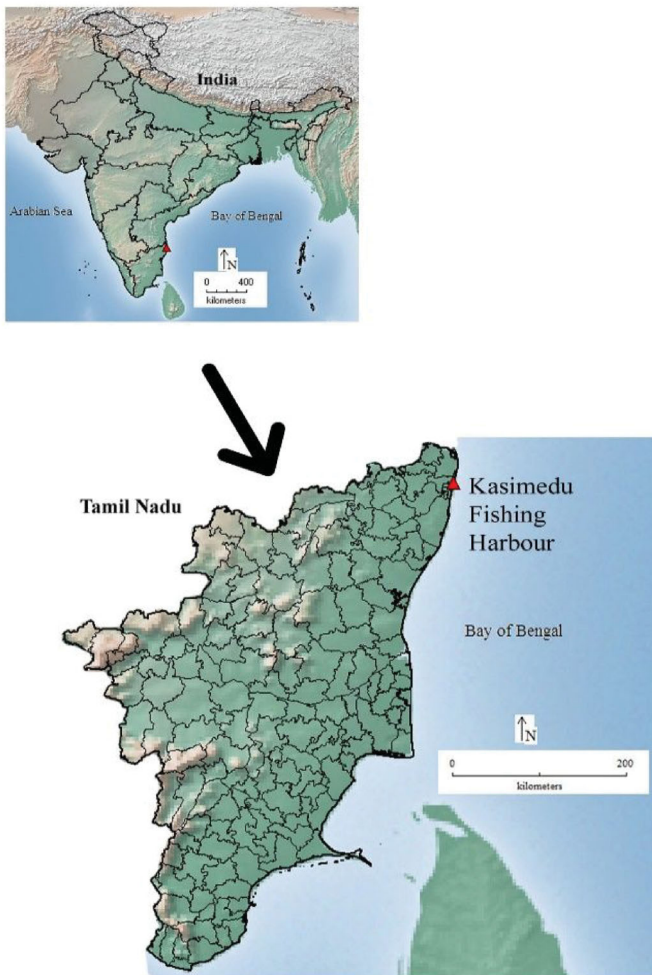 India
Arabian Sea
Bay of Bengal
N
0 400
kilometers
Tamil Nadu
Kasimedu
Fishing
Harbour
Bay of Bengal
N
0 200
kilometers